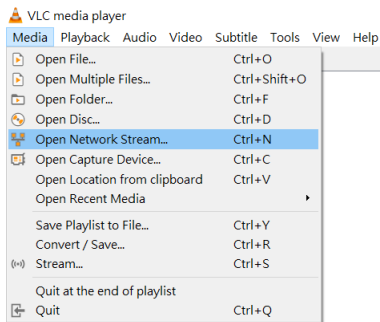 VLC media player
Media Playback Audio Video Subtitle Tools View Help
Open File... Ctrl+O
Open Multiple Files... Ctrl+Shift+O
Open Folder... Ctrl+F
Open Disc... Ctrl+D
Open Network Stream... Ctrl+N
Open Capture Device... Ctrl+C
Open Location from clipboard Ctrl+V
Open Recent Media
Save Playlist to File... Ctrl+Y
Convert / Save... Ctrl+R
Stream... Ctrl+S
Quit at the end of playlist
Quit Ctrl+Q